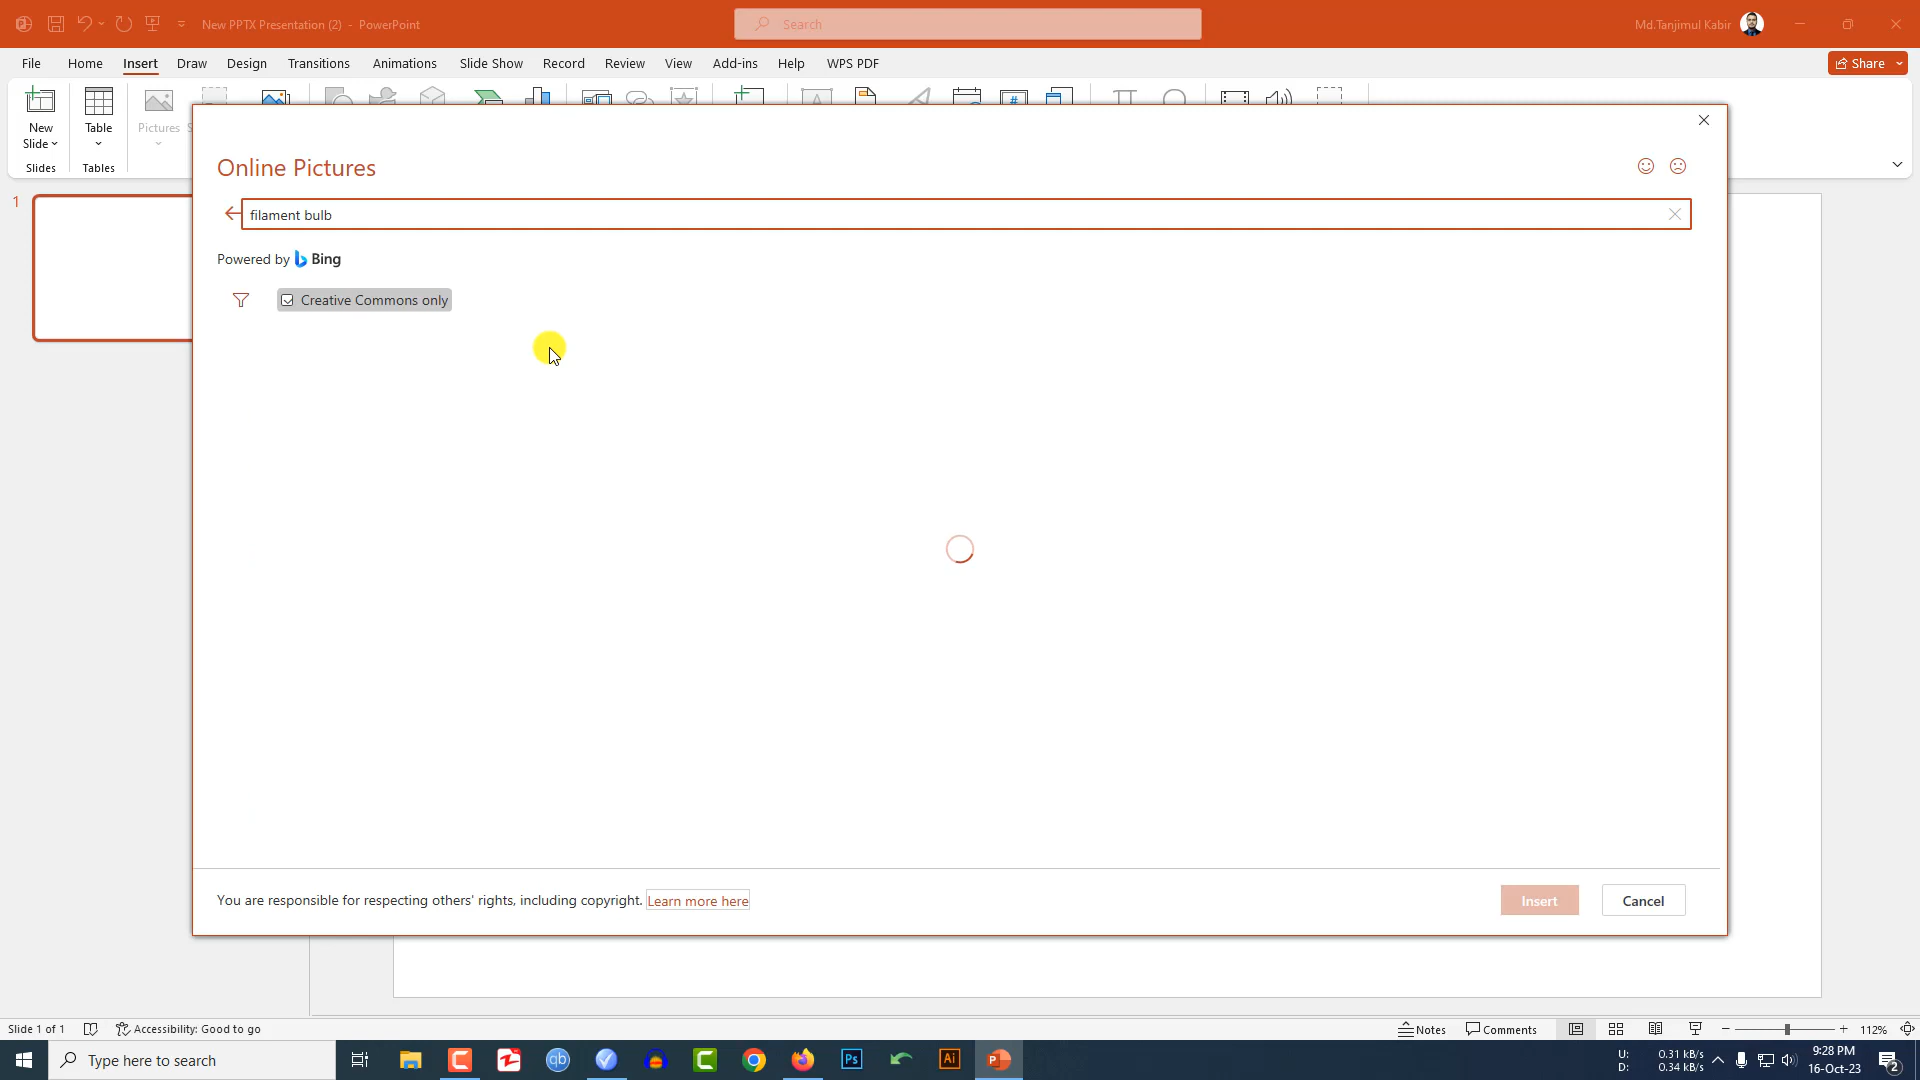 New PPTX Presentation (2) - PowerPoint
Search
Md.Tanjimul Kabir
File Home Insert Draw Design Transitions Animations Slide Show Record Review View Add-ins Help WPS PDF
Share
New Slide
Table
Pictures
Slides
Tables
Online Pictures
filament bulb
Powered by Bing
Creative Commons only
1
You are responsible for respecting others' rights, including copyright. Learn more here
Insert
Cancel
Slide 1 of 1
Accessibility: Good to go
Notes
Comments
112%
Type here to search
qb
Ps
Ai
U: 0.31 kB/s
D: 0.34 kB/s
9:28 PM
16-Oct-23
2